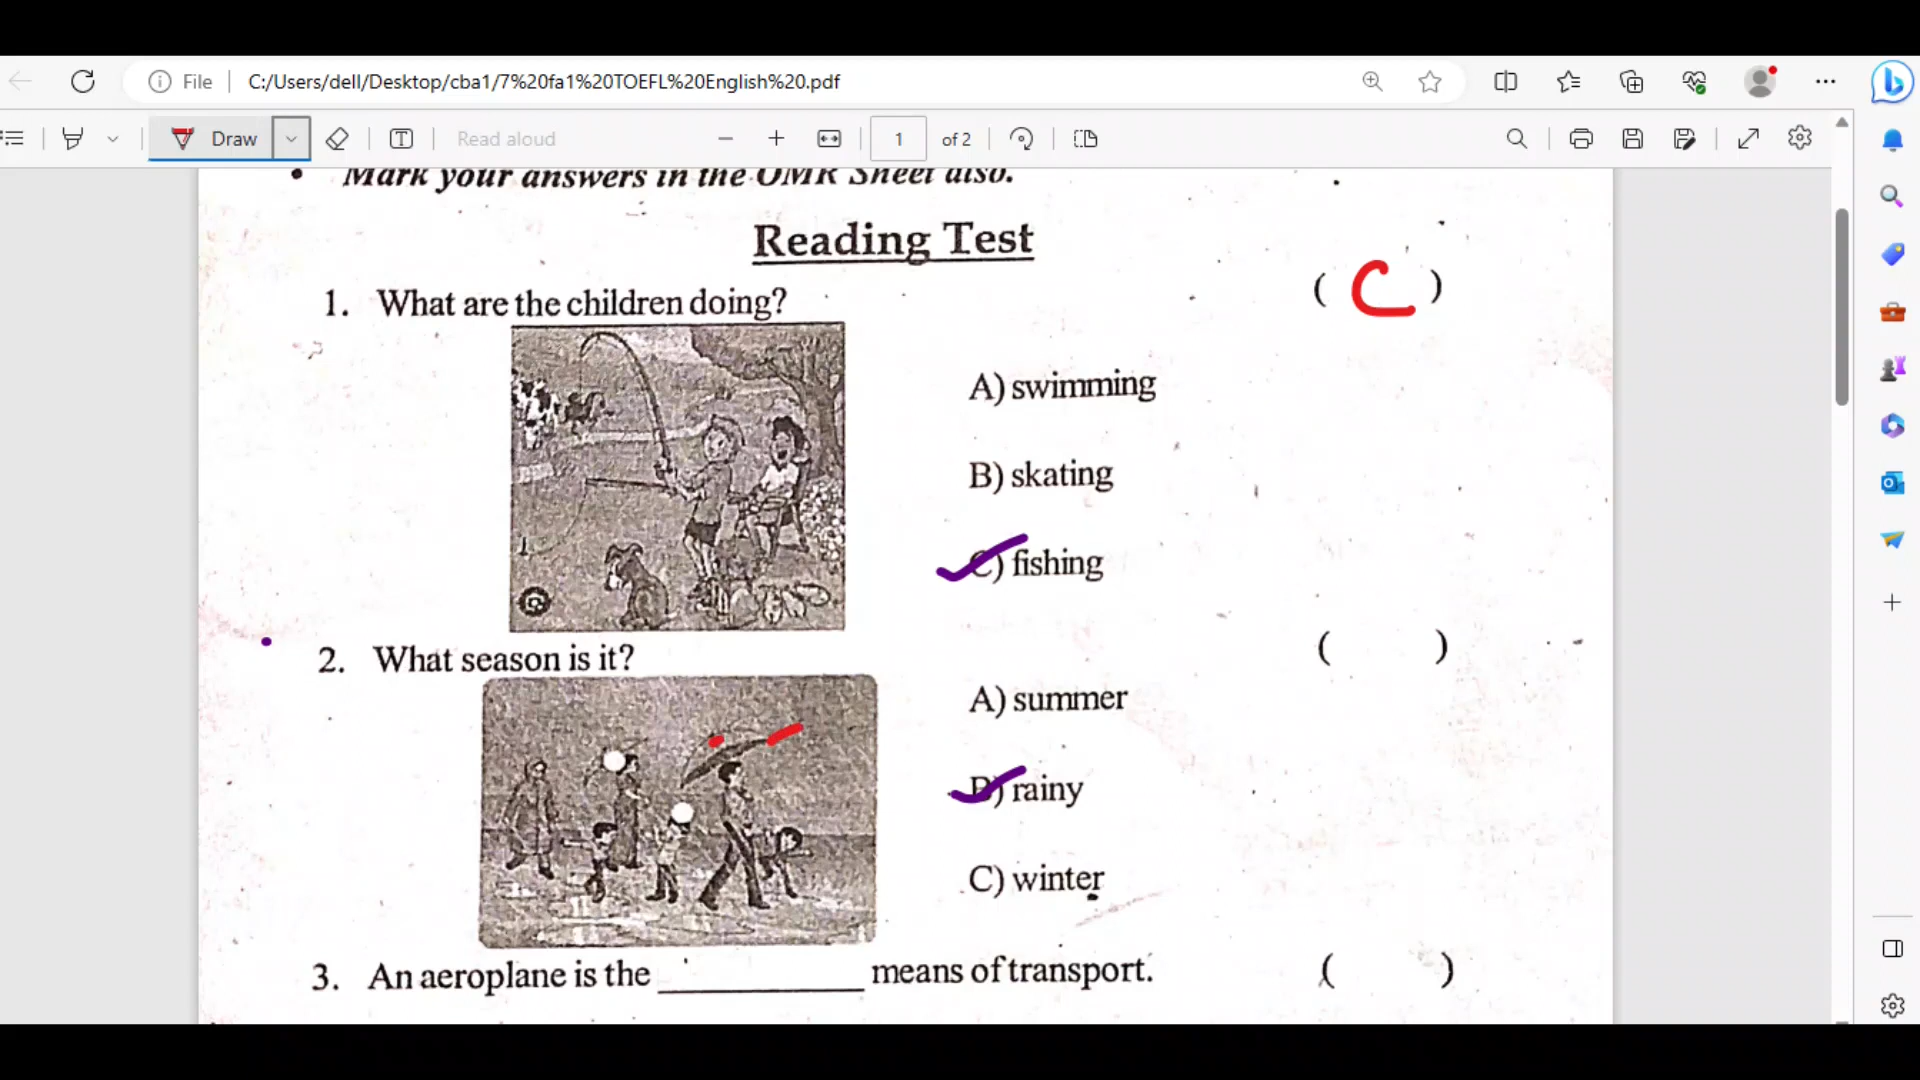 File C:/Users/dell/Desktop/cba1/7%20fa1%20TOEFL%20English%20.pdf
Draw Read aloud 1 of 2
Mark your answers in the OMR Sheet also.
Reading Test
1. What are the children doing? ( C )
A) swimming
B) skating
C) fishing
2. What season is it? ( )
A) summer
B) rainy
C) winter
3. An aeroplane is the __________ means of transport. ( )